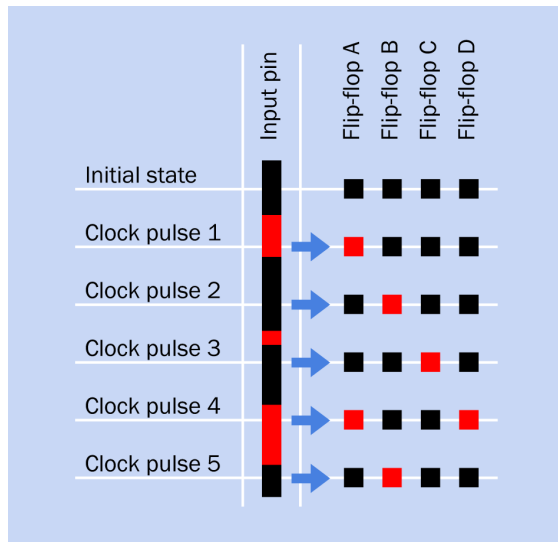 Input pin
Flip-flop A
Flip-flop B
Flip-flop C
Flip-flop D
Initial state
Clock pulse 1
Clock pulse 2
Clock pulse 3
Clock pulse 4
Clock pulse 5